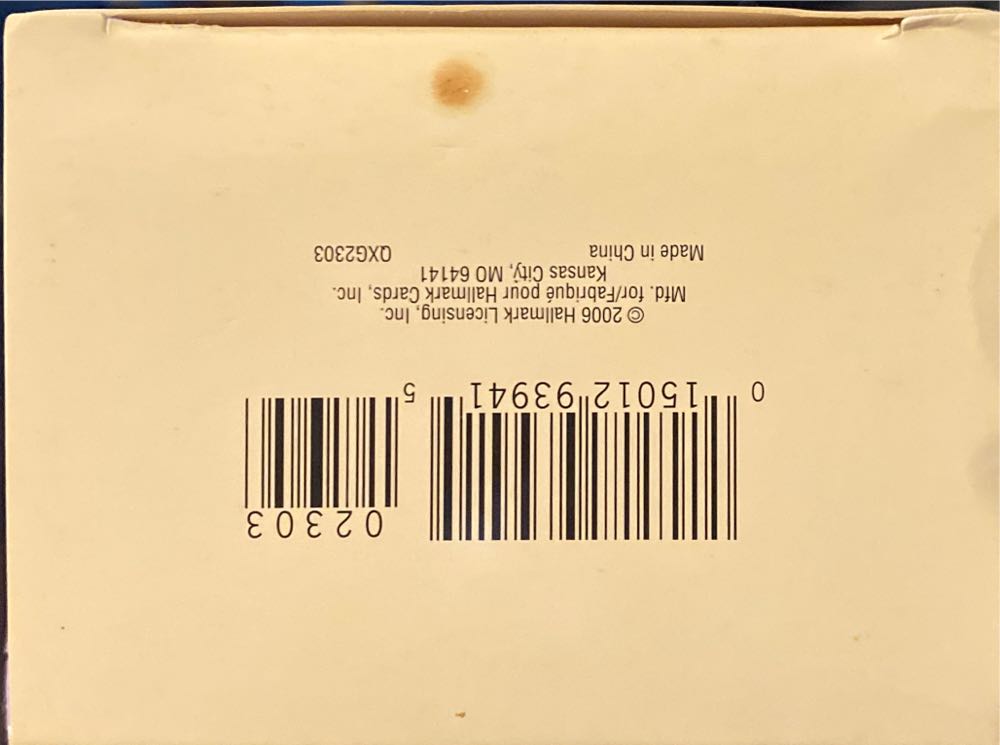 02303
0 15012 93941 5
© 2006 Hallmark Licensing, Inc.
Mfd. for/Fabriqué pour Hallmark Cards, Inc.
Kansas City, MO 64141
Made in China QXG2303